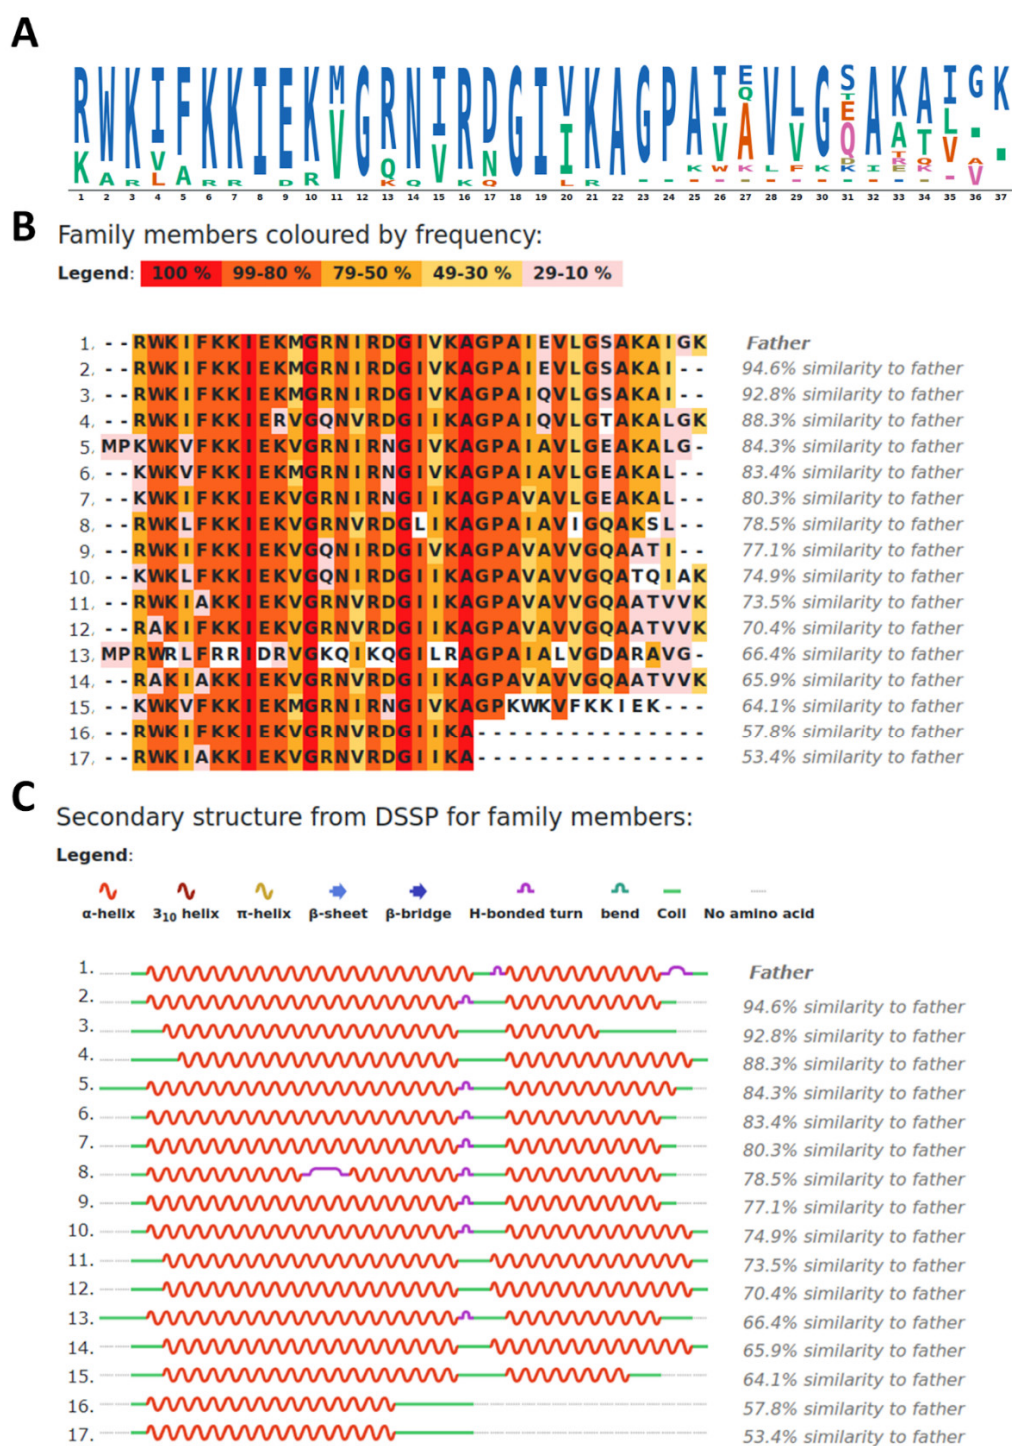 A
R W K I F K K I E K M G R N I R D G I V K A G P A I E V L G S A K A I G K
K A R V L A R R D R V Q K Q V K N Q I L R K V W Q A K L V F K T E Q D K I A T R E T Q K L V A V
1 2 3 4 5 6 7 8 9 10 11 12 13 14 15 16 17 18 19 20 21 22 23 24 25 26 27 28 29 30 31 32 33 34 35 36 37
B
Family members coloured by frequency:
Legend: 100 % 99-80 % 79-50 % 49-30 % 29-10 %
1, --RWKIFKKIEKMGRNIRDGIVKAGPAIEVLGSAKAIGK Father
2, --RWKIFKKIEKMGRNIRDGIVKAGPAIEVLGSAKAI-- 94.6% similarity to father
3, --RWKIFKKIEKMGRNIRDGIVKAGPAIQVLGSAKAI-- 92.8% similarity to father
4, --RWKIFKKIERVGQNVRDGIVKAGPAIQVLGTAKALGK 88.3% similarity to father
5, MPKWKVFKKIEKMGRNIRNGIVKAGPAIAVLGEAKALG- 84.3% similarity to father
6, --KWKVFKKIEKMGRNIRNGIVKAGPAIAVLGEAKAL-- 83.4% similarity to father
7, --KWKIFKKIEKVGRNIRNGIIKAGPAVAVLGEAKAL-- 80.3% similarity to father
8, --RWKLFKKIEKVGRNVRDGLIKAGPAIAVIGQAKSL-- 78.5% similarity to father
9, --RWKIFKKIEKVGQNIRDGIIKAGPAVAVVGQAATI-- 77.1% similarity to father
10, --KWKLFKKIEKVGQNIRDGIIKAGPAVAVVGQATQIAK 74.9% similarity to father
11, --RWKIAKKIEKVGRNVRDGIIKAGPAVAVVGQAATVVK 73.5% similarity to father
12, --RAKIFKKIEKVGRNVRDGIIKAGPAVAVVGQAATVVK 70.4% similarity to father
13, MPRWRLFRRIDRVGKQIKQGILRAGPAIALVGDARAVG- 66.4% similarity to father
14, --RAKIAKKIEKVGRNVRDGIIKAGPAVAVVGQAATVVK 65.9% similarity to father
15, --KWKVFKKIEKMGRNIRNGIVKAGPKWKVFKKIEK--- 64.1% similarity to father
16, --RWKIFKKIEKVGRNVRDGIIKA--------------- 57.8% similarity to father
17, --RWKIAKKIEKVGRNVRDGIIKA--------------- 53.4% similarity to father
C
Secondary structure from DSSP for family members:
Legend:
α-helix 3₁₀ helix π-helix β-sheet β-bridge H-bonded turn bend Coil No amino acid
1. Father
2. 94.6% similarity to father
3. 92.8% similarity to father
4. 88.3% similarity to father
5. 84.3% similarity to father
6. 83.4% similarity to father
7. 80.3% similarity to father
8. 78.5% similarity to father
9. 77.1% similarity to father
10. 74.9% similarity to father
11. 73.5% similarity to father
12. 70.4% similarity to father
13. 66.4% similarity to father
14. 65.9% similarity to father
15. 64.1% similarity to father
16. 57.8% similarity to father
17. 53.4% similarity to father